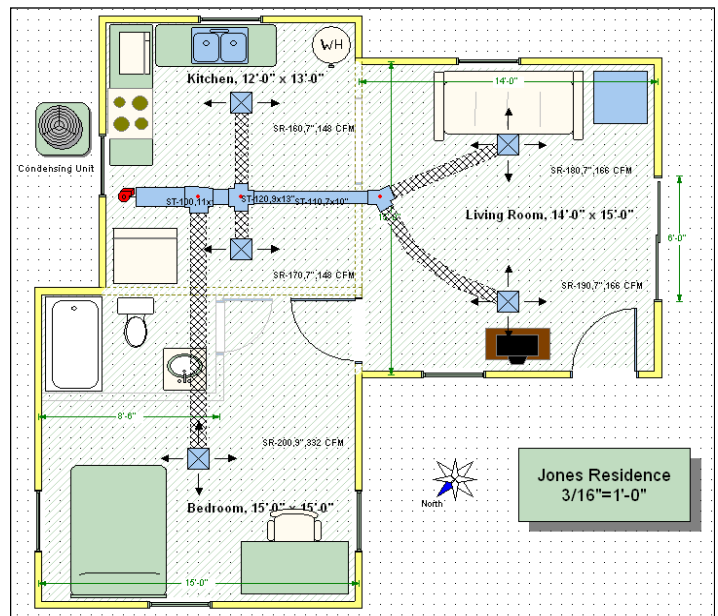 WH
Kitchen, 12'-0" x 13'-0"
14'-0"
SR-160,7",148 CFM
Condensing Unit
SR-180,7",166 CFM
ST-120,9x13"
ST-110,7x10"
Living Room, 14'-0" x 15'-0"
6'-0"
SR-170,7",148 CFM
SR-190,7",166 CFM
8'-6"
SR-200,9",332 CFM
Bedroom, 15'-0" x 15'-0"
North
Jones Residence
3/16"=1'-0"
15'-0"